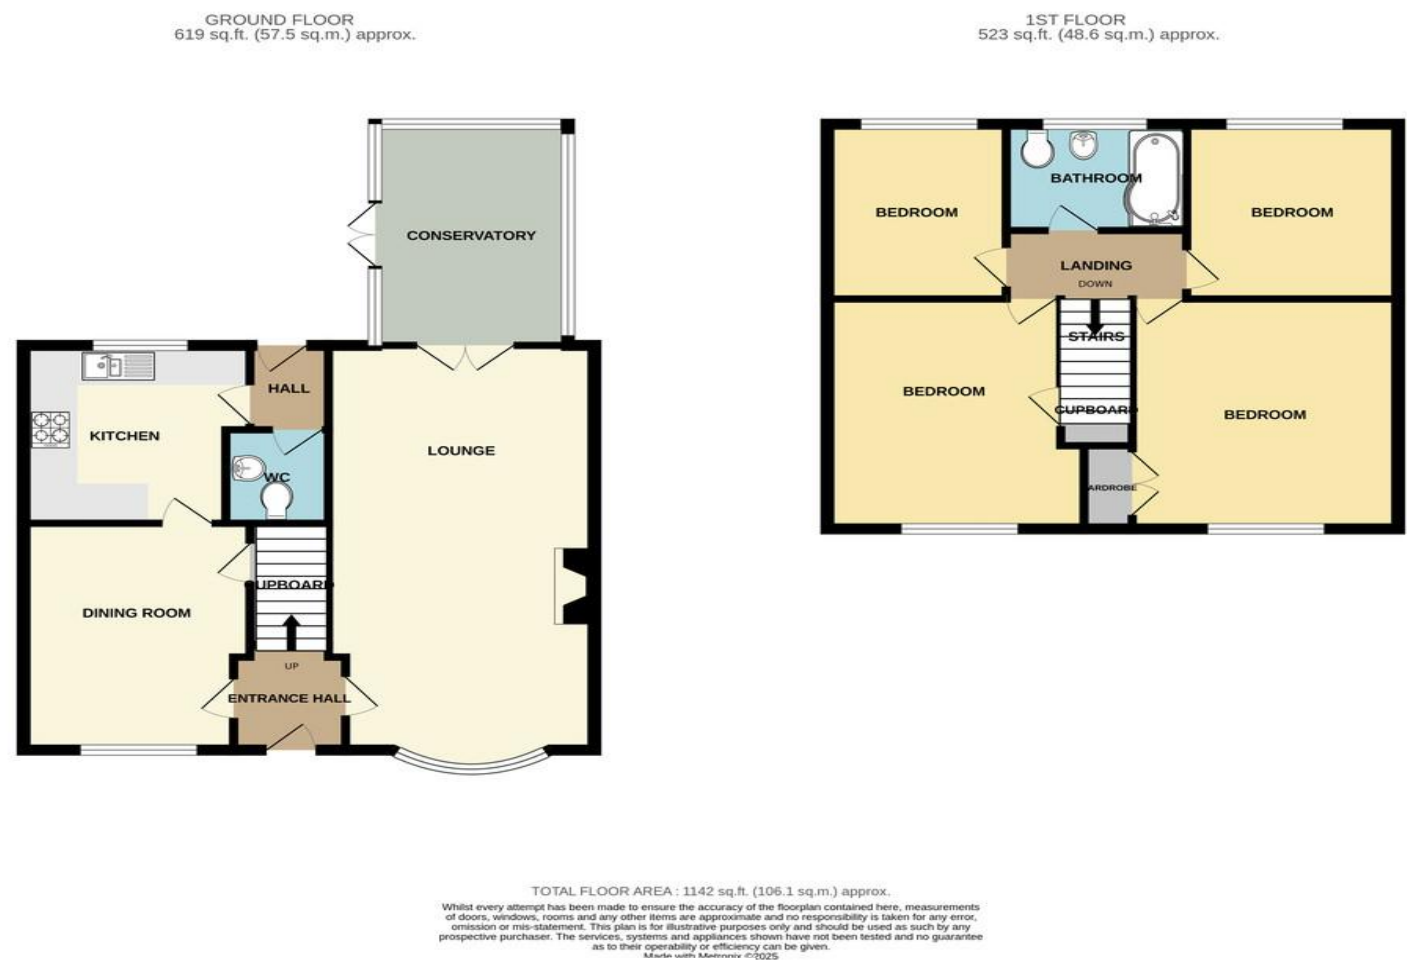 GROUND FLOOR
619 sq.ft. (57.5 sq.m.) approx.
1ST FLOOR
523 sq.ft. (48.6 sq.m.) approx.
CONSERVATORY
HALL
KITCHEN
LOUNGE
WC
CUPBOARD
DINING ROOM
UP
ENTRANCE HALL
BATHROOM
BEDROOM
BEDROOM
LANDING
DOWN
STAIRS
BEDROOM
CUPBOARD
BEDROOM
ARDROBE
TOTAL FLOOR AREA : 1142 sq.ft. (106.1 sq.m.) approx.
Whilst every attempt has been made to ensure the accuracy of the floorplan contained here, measurements
of doors, windows, rooms and any other items are approximate and no responsibility is taken for any error,
omission or mis-statement. This plan is for illustrative purposes only and should be used as such by any
prospective purchaser. The services, systems and appliances shown have not been tested and no guarantee
as to their operability or efficiency can be given.
Made with Metropix ©2025